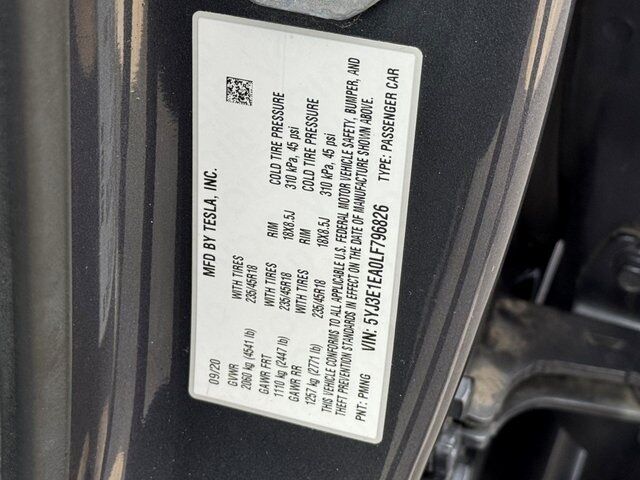 MFD BY TESLA, INC.
09/20
GVWR WITH TIRES RIM COLD TIRE PRESSURE
2060 kg (4541 lb) 235/45R18 18X8.5J 310 kPa, 45 psi
GAWR FRT WITH TIRES RIM COLD TIRE PRESSURE
1110 kg (2447 lb) 235/45R18 18X8.5J 310 kPa, 45 psi
GAWR RR
1257 kg (2771 lb) 235/45R18
THIS VEHICLE CONFORMS TO ALL APPLICABLE U.S. FEDERAL MOTOR VEHICLE SAFETY, BUMPER, AND
THEFT PREVENTION STANDARDS IN EFFECT ON THE DATE OF MANUFACTURE SHOWN ABOVE.
PNT: PMNG VIN: 5YJ3E1EA0LF796826 TYPE: PASSENGER CAR